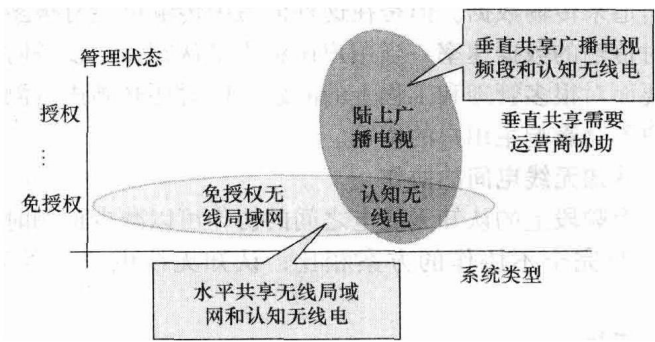 管理状态
垂直共享广播电视
频段和认知无线电
授权
陆上广
播电视
垂直共享需要
运营商协助
⋮
免授权
免授权无
线局域网
认知无
线电
系统类型
水平共享无线局域
网和认知无线电